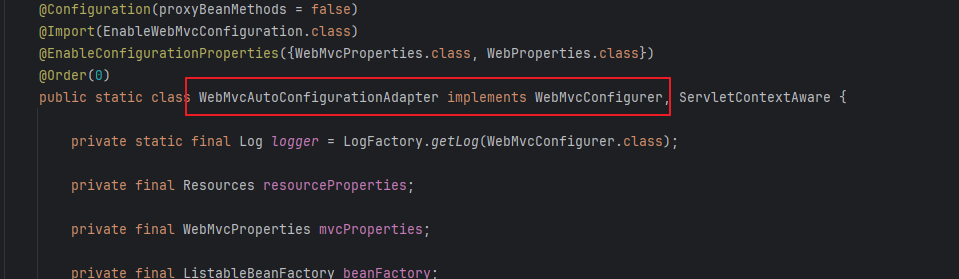 @Configuration(proxyBeanMethods = false)
@Import(EnableWebMvcConfiguration.class)
@EnableConfigurationProperties({WebMvcProperties.class, WebProperties.class})
@Order(0)
public static class WebMvcAutoConfigurationAdapter implements WebMvcConfigurer, ServletContextAware {
private static final Log logger = LogFactory.getLog(WebMvcConfigurer.class);
private final Resources resourceProperties;
private final WebMvcProperties mvcProperties;
private final ListableBeanFactory beanFactory;